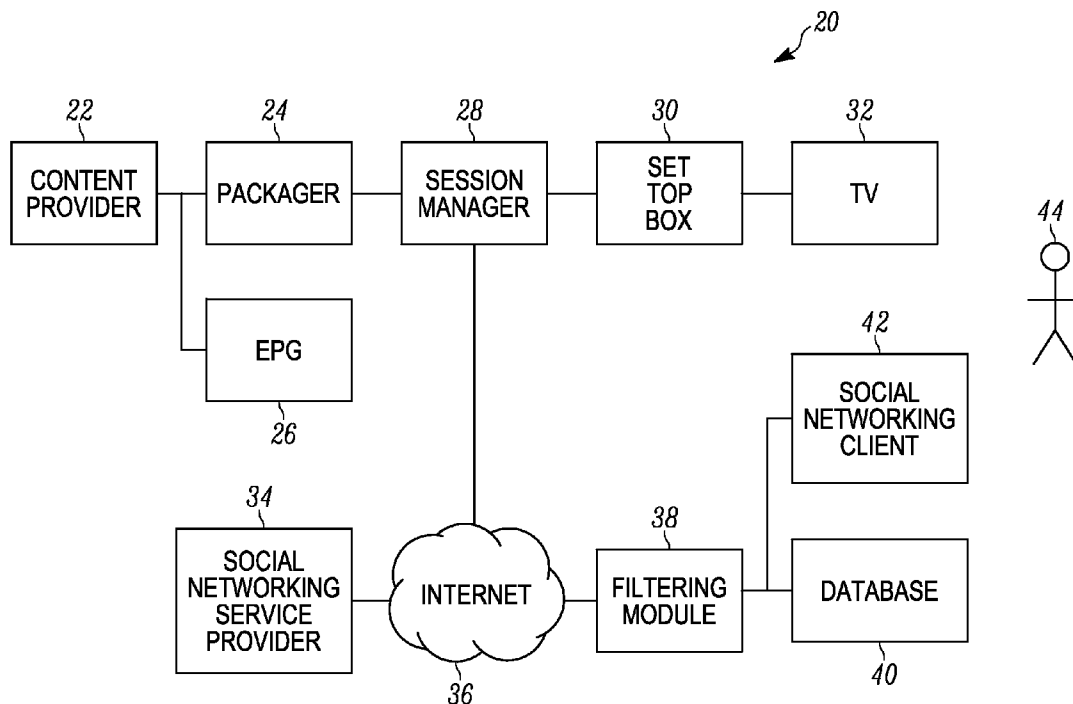 20
22
24
28
30
32
CONTENT
PROVIDER
PACKAGER
SESSION
MANAGER
SET
TOP
BOX
TV
44
EPG
26
42
SOCIAL
NETWORKING
CLIENT
34
SOCIAL
NETWORKING
SERVICE
PROVIDER
INTERNET
36
38
FILTERING
MODULE
DATABASE
40